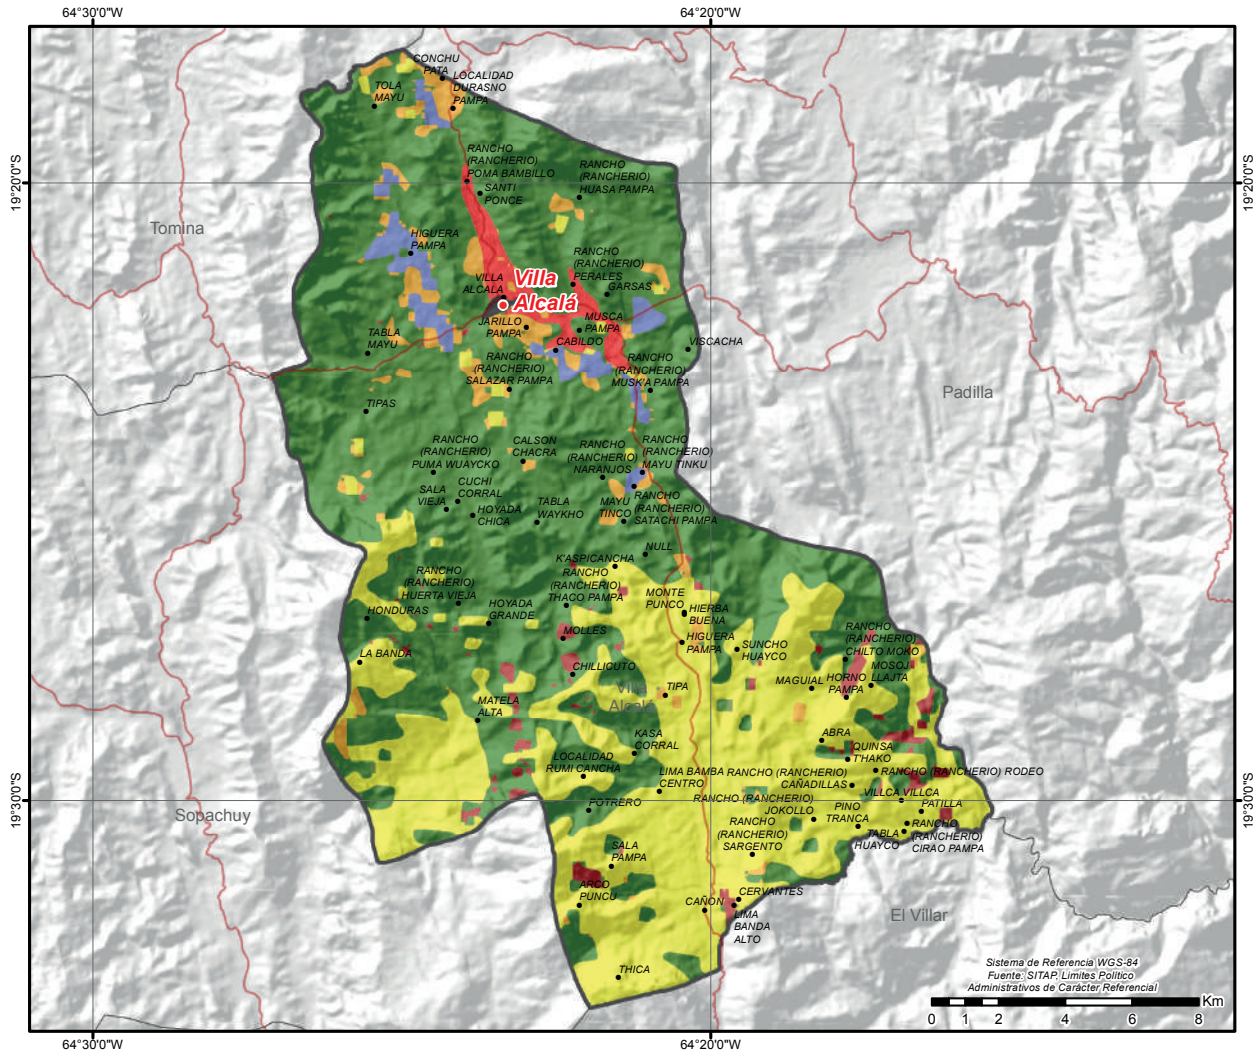 64°30'0"W
64°20'0"W
19°20'0"S
19°20'0"S
CONCHU
PATA
LOCALIDAD
DURASNO
PAMPA
TOLA
MAYU
RANCHO
(RANCHERIO)
POMA BAMBILLO
SANTI
PONCE
RANCHO
(RANCHERIO)
HUASA PAMPA
Tomina
HIGUERA
PAMPA
RANCHO
(RANCHERIO)
PERALES
GARSAS
VILLA
ALCALA
Villa
Alcalá
JARILLO
PAMPA
MUSCA
PAMPA
CABILDO
VISCACHA
TABLA
MAYU
RANCHO
(RANCHERIO)
SALAZAR PAMPA
RANCHO
(RANCHERIO)
MUSK'A PAMPA
Padilla
TIPAS
RANCHO
(RANCHERIO)
PUMA WUAYCKO
CALSON
CHACRA
RANCHO
(RANCHERIO)
NARANJOS
RANCHO
(RANCHERIO)
MAYU TINKU
SALA
VIEJA
CUCHI
CORRAL
HOYADA
CHICA
TABLA
WAYKHO
MAYU
TINCO
RANCHO
(RANCHERIO)
SATACHI PAMPA
NULL
K'ASPICANCHA
RANCHO
(RANCHERIO)
THACO PAMPA
RANCHO
(RANCHERIO)
HUERTA VIEJA
HONDURAS
HOYADA
GRANDE
MONTE
PUNCO
HIERBA
BUENA
MOLLES
HIGUERA
PAMPA
SUNCHO
HUAYCO
RANCHO
(RANCHERIO)
CHILTO MOKO
LA BANDA
CHILLICUTO
MAGUIAL
HORNO
PAMPA
MOSOJ
LLAJTA
TIPA
Villa
Alcalá
MATELA
ALTA
KASA
CORRAL
ABRA
QUINSA
T'HAKO
LOCALIDAD
RUMI CANCHA
LIMA BAMBA
CENTRO
RANCHO (RANCHERIO)
CAÑADILLAS
RANCHO (RANCHERIO) RODEO
VILLCA VILLCA
RANCHO (RANCHERIO)
JOKOLLO
PINO
TRANCA
PATILLA
POTRERO
Sopachuy
RANCHO
(RANCHERIO)
SARGENTO
TABLA
HUAYCO
RANCHO
(RANCHERIO)
CIRAO PAMPA
SALA
PAMPA
ARCO
PUNCU
CAÑON
CERVANTES
LIMA
BANDA
ALTO
El Villar
THICA
19°30'0"S
19°30'0"S
Sistema de Referencia WGS-84
Fuente: SITAP, Limites Político
Administrativos de Carácter Referencial
Km
0 1 2 4 6 8
64°30'0"W
64°20'0"W